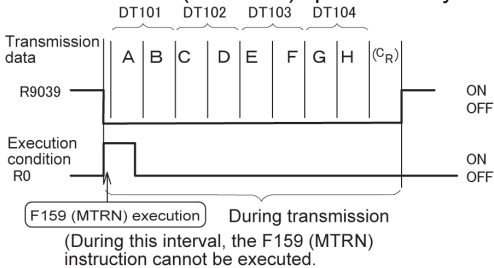 DT101 DT102 DT103 DT104
Transmission
data
A B C D E F G H (CR)
R9039
ON
OFF
Execution
condition
R0
ON
OFF
F159 (MTRN) execution
During transmission
(During this interval, the F159 (MTRN)
instruction cannot be executed.